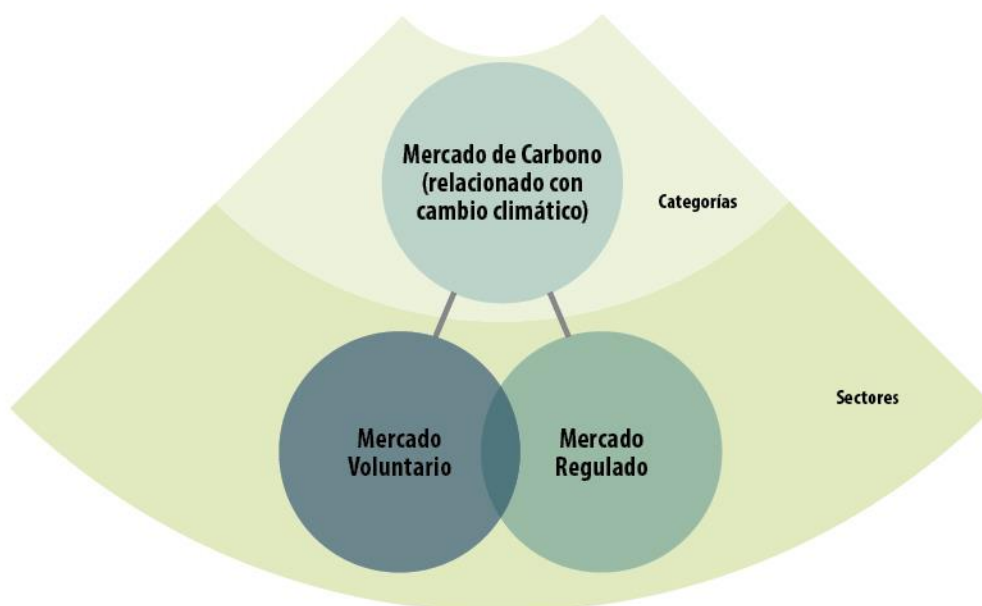 Mercado de Carbono
(relacionado con
cambio climático)
Categorías
Sectores
Mercado
Voluntario
Mercado
Regulado